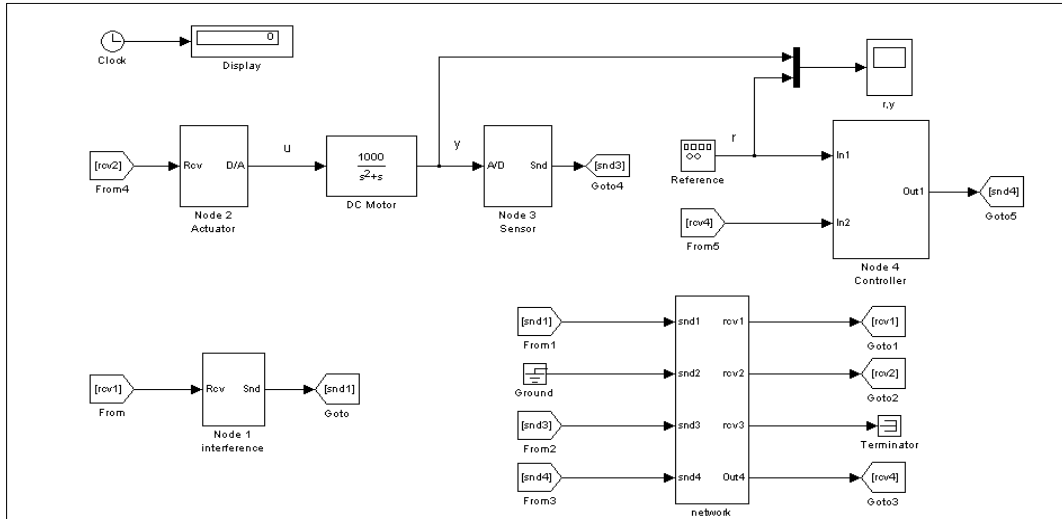 0
Clock
Display
r,y
[rcv2]
From4
Rcv
D/A
Node 2
Actuator
u
1000
s²+s
DC Motor
y
A/D
Snd
Node 3
Sensor
[snd3]
Goto4
r
Reference
[rcv4]
From5
In1
In2
Out1
Node 4
Controller
[snd4]
Goto5
[rcv1]
From
Rcv
Snd
Node 1
interference
[snd1]
Goto
[snd1]
From1
Ground
[snd3]
From2
[snd4]
From3
snd1
rcv1
snd2
rcv2
snd3
rcv3
snd4
Out4
network
[rcv1]
Goto1
[rcv2]
Goto2
Terminator
[rcv4]
Goto3